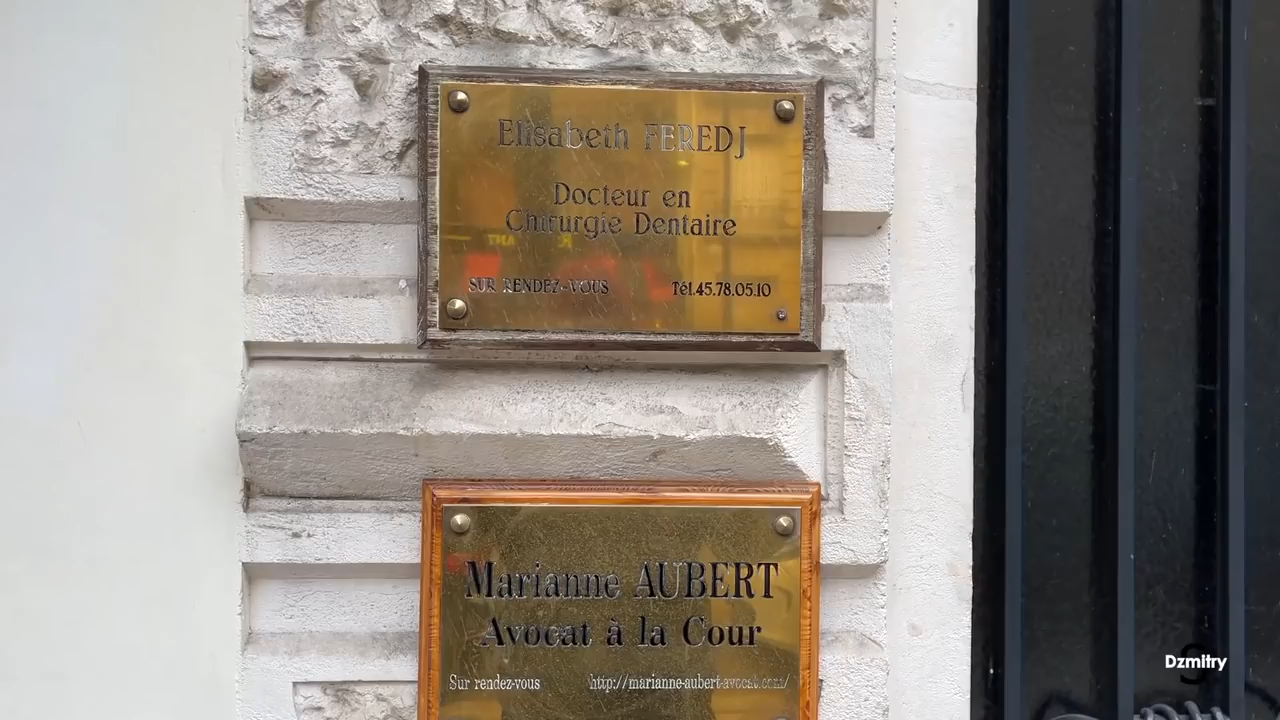 Elisabeth FEREDJ
Docteur en
Chirurgie Dentaire
SUR RENDEZ-VOUS Tél.45.78.05.10
Marianne AUBERT
Avocat à la Cour
Sur rendez-vous http://marianne-aubert-avocat.com/
Dzmitry